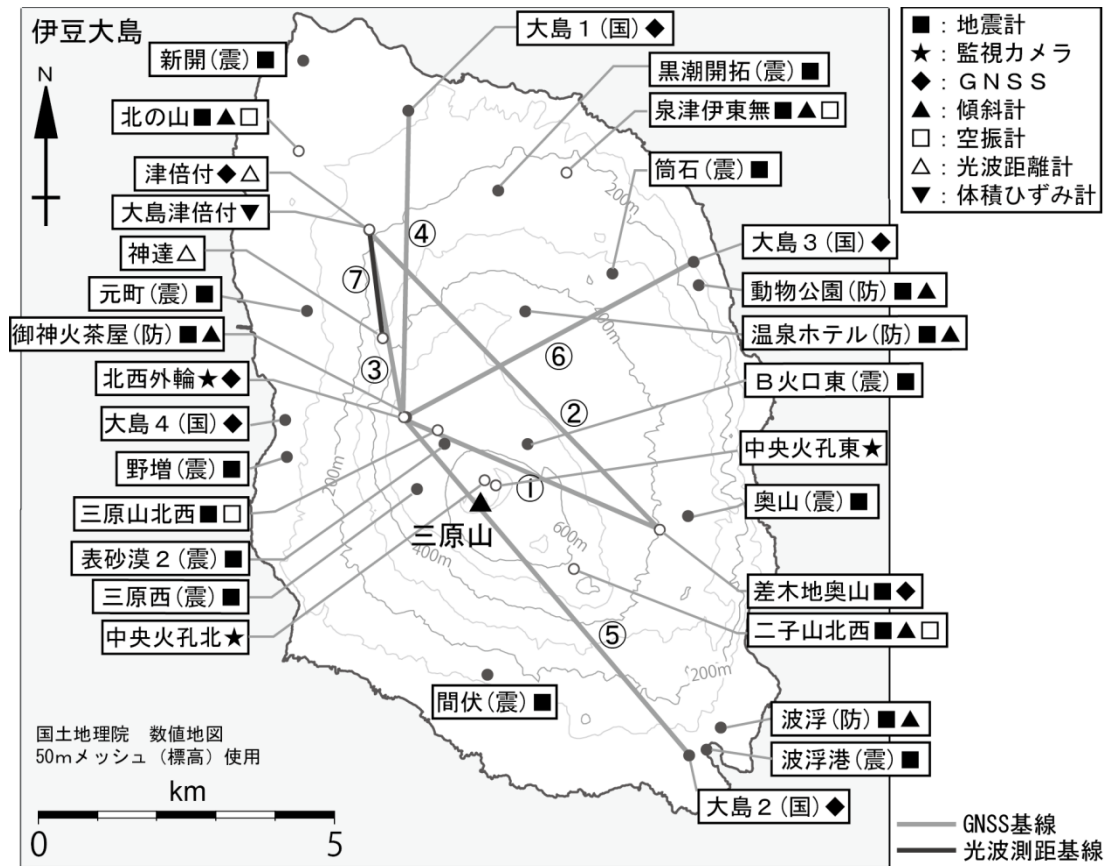 伊豆大島
N
新開(震)■
北の山■▲□
津倍付◆△
大島津倍付▼
神達△
元町(震)■
御神火茶屋(防)■▲
北西外輪★◆
大島4(国)◆
野増(震)■
三原山北西■□
表砂漠2(震)■
三原西(震)■
中央火孔北★
大島1(国)◆
黒潮開拓(震)■
泉津伊東無■▲□
筒石(震)■
大島3(国)◆
動物公園(防)■▲
温泉ホテル(防)■▲
B火口東(震)■
中央火孔東★
奥山(震)■
差木地奥山■◆
二子山北西■▲□
波浮(防)■▲
波浮港(震)■
大島2(国)◆
間伏(震)■
三原山
④
⑦
③
⑥
②
①
⑤
200m
400m
200m
400m
600m
200m
■:地震計
★:監視カメラ
◆:GNSS
▲:傾斜計
□:空振計
△:光波距離計
▼:体積ひずみ計
国土地理院 数値地図
50mメッシュ(標高)使用
km
0 5
GNSS基線
光波測距基線